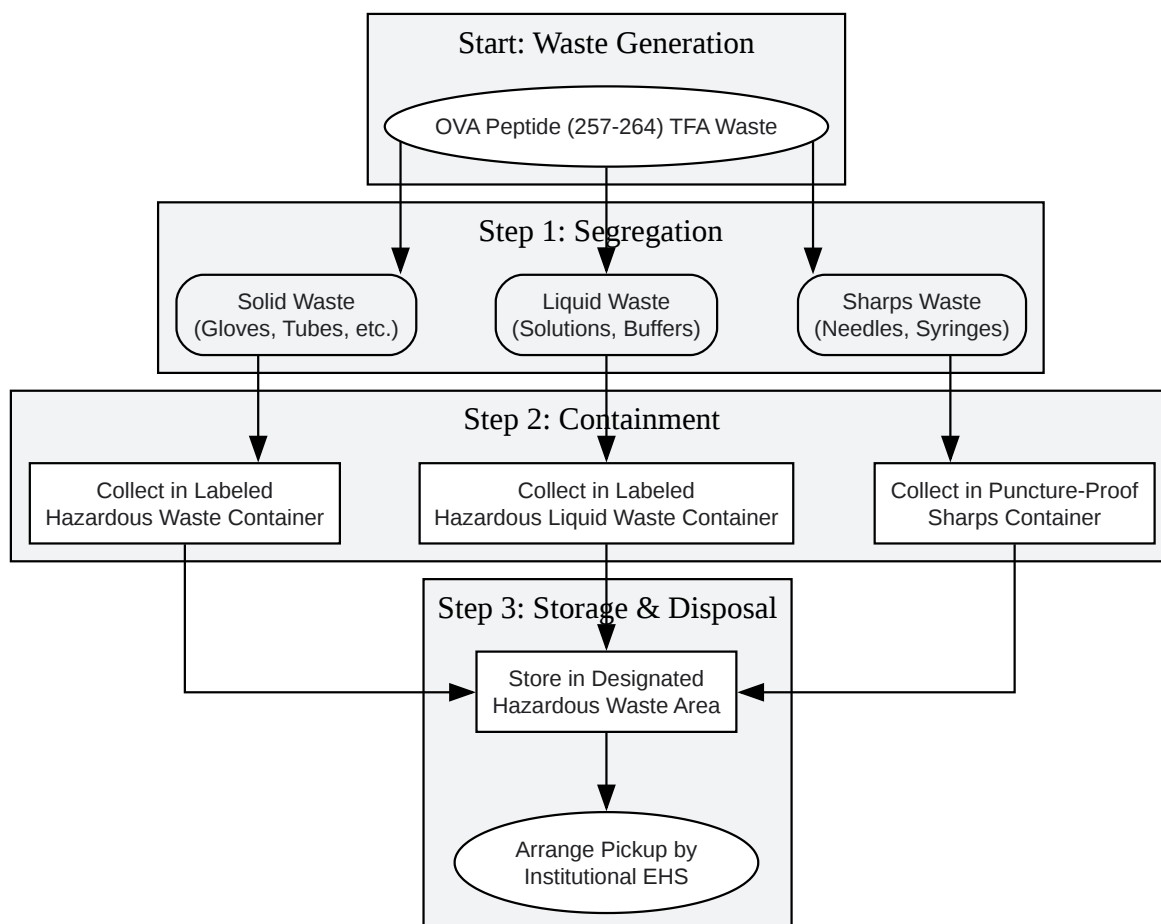 Start: Waste Generation
OVA Peptide (257-264) TFA Waste
Step 1: Segregation
Solid Waste
(Gloves, Tubes, etc.)
Liquid Waste
(Solutions, Buffers)
Sharps Waste
(Needles, Syringes)
Step 2: Containment
Collect in Labeled
Hazardous Waste Container
Collect in Labeled
Hazardous Liquid Waste Container
Collect in Puncture-Proof
Sharps Container
Step 3: Storage & Disposal
Store in Designated
Hazardous Waste Area
Arrange Pickup by
Institutional EHS